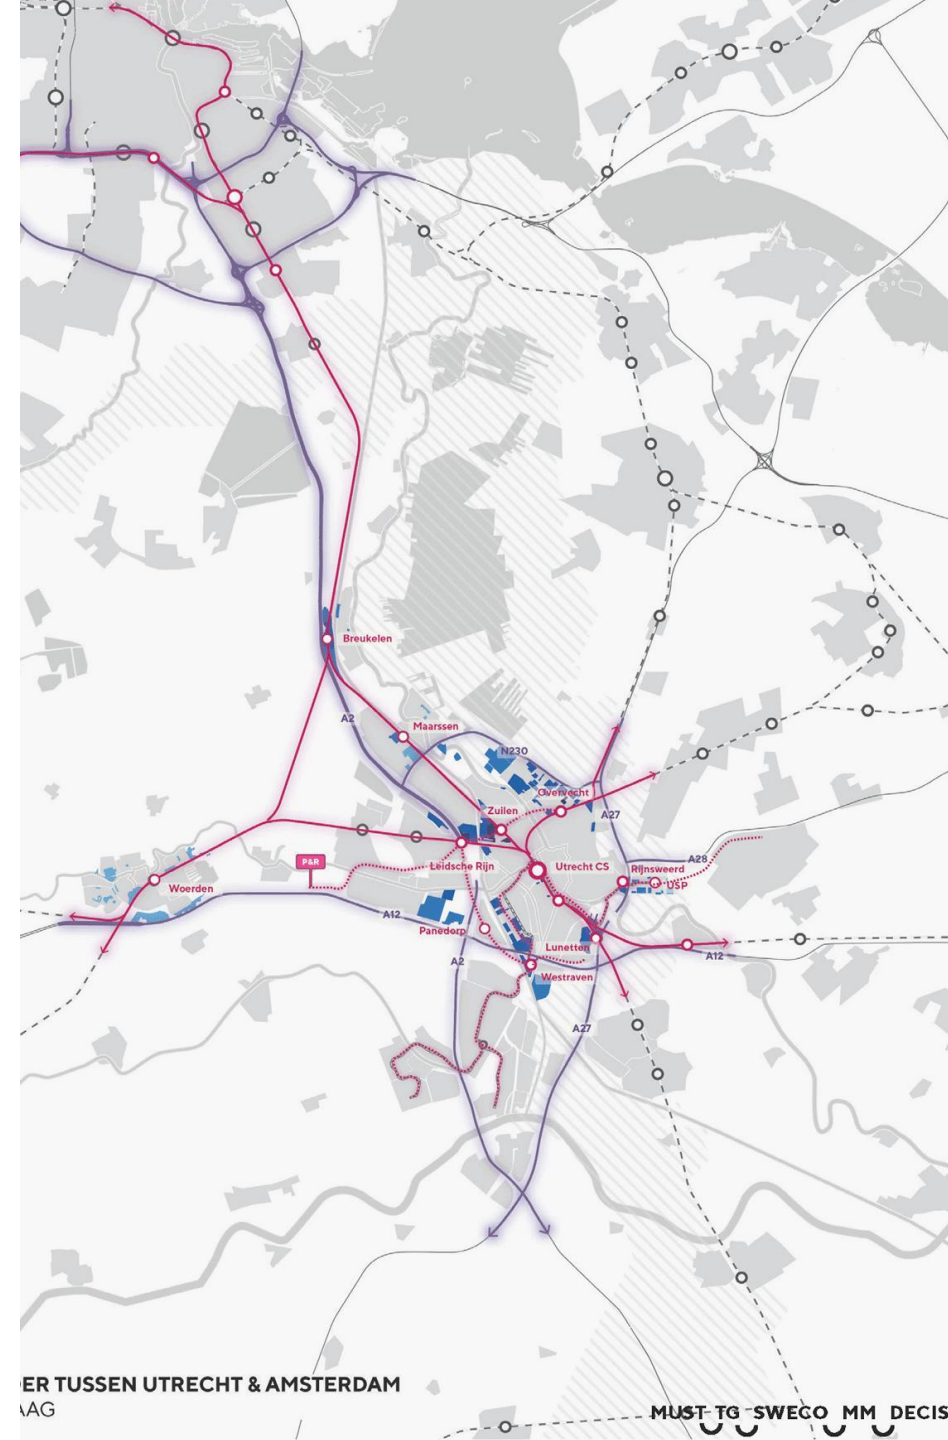 Breukelen
A2
Maarssen
N230
Overvecht
Zuilen
A27
A28
P&R
Leidsche Rijn
Utrecht CS
Rijnsweerd
USP
Woerden
A12
Panedorp
Lunetten
A12
A2
Westraven
A27
ER TUSSEN UTRECHT & AMSTERDAM
AAG
MUST TG SWECO MM DECIS